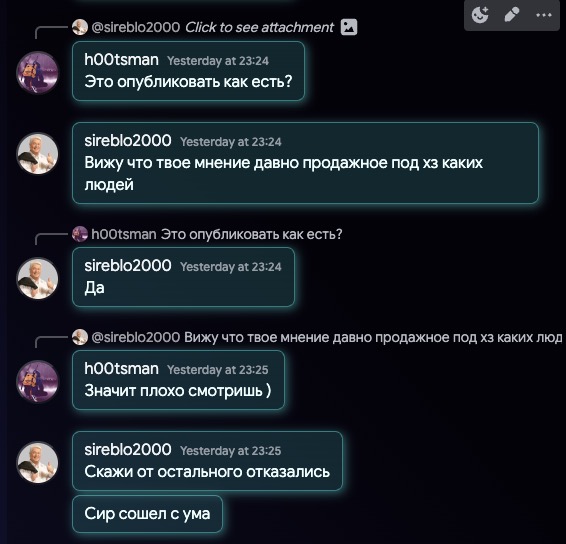 @sireblo2000 Click to see attachment
h00tsman Yesterday at 23:24
Это опубликовать как есть?
sireblo2000 Yesterday at 23:24
Вижу что твое мнение давно продажное под хз каких
людей
h00tsman Это опубликовать как есть?
sireblo2000 Yesterday at 23:24
Да
@sireblo2000 Вижу что твое мнение давно продажное под хз каких люд
h00tsman Yesterday at 23:25
Значит плохо смотришь )
sireblo2000 Yesterday at 23:25
Скажи от остального отказались
Сир сошел с ума